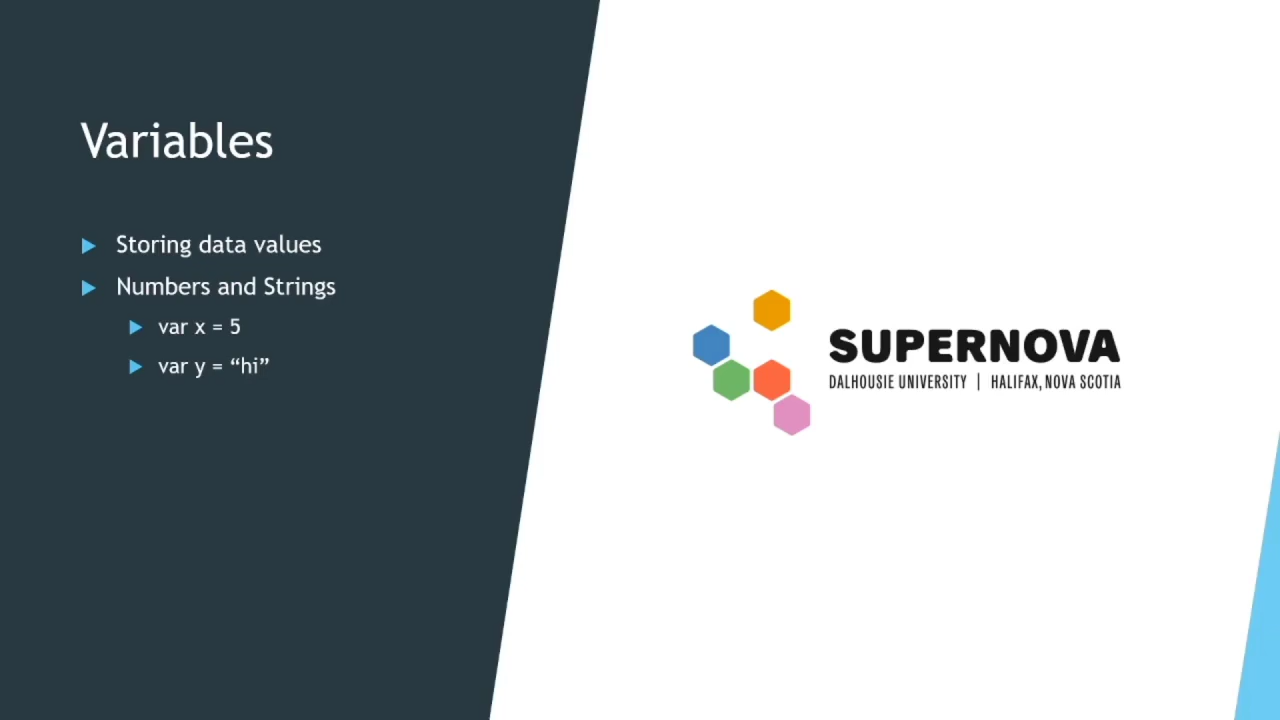 Variables
Storing data values
Numbers and Strings
var x = 5
var y = “hi”
SUPERNOVA
DALHOUSIE UNIVERSITY | HALIFAX, NOVA SCOTIA